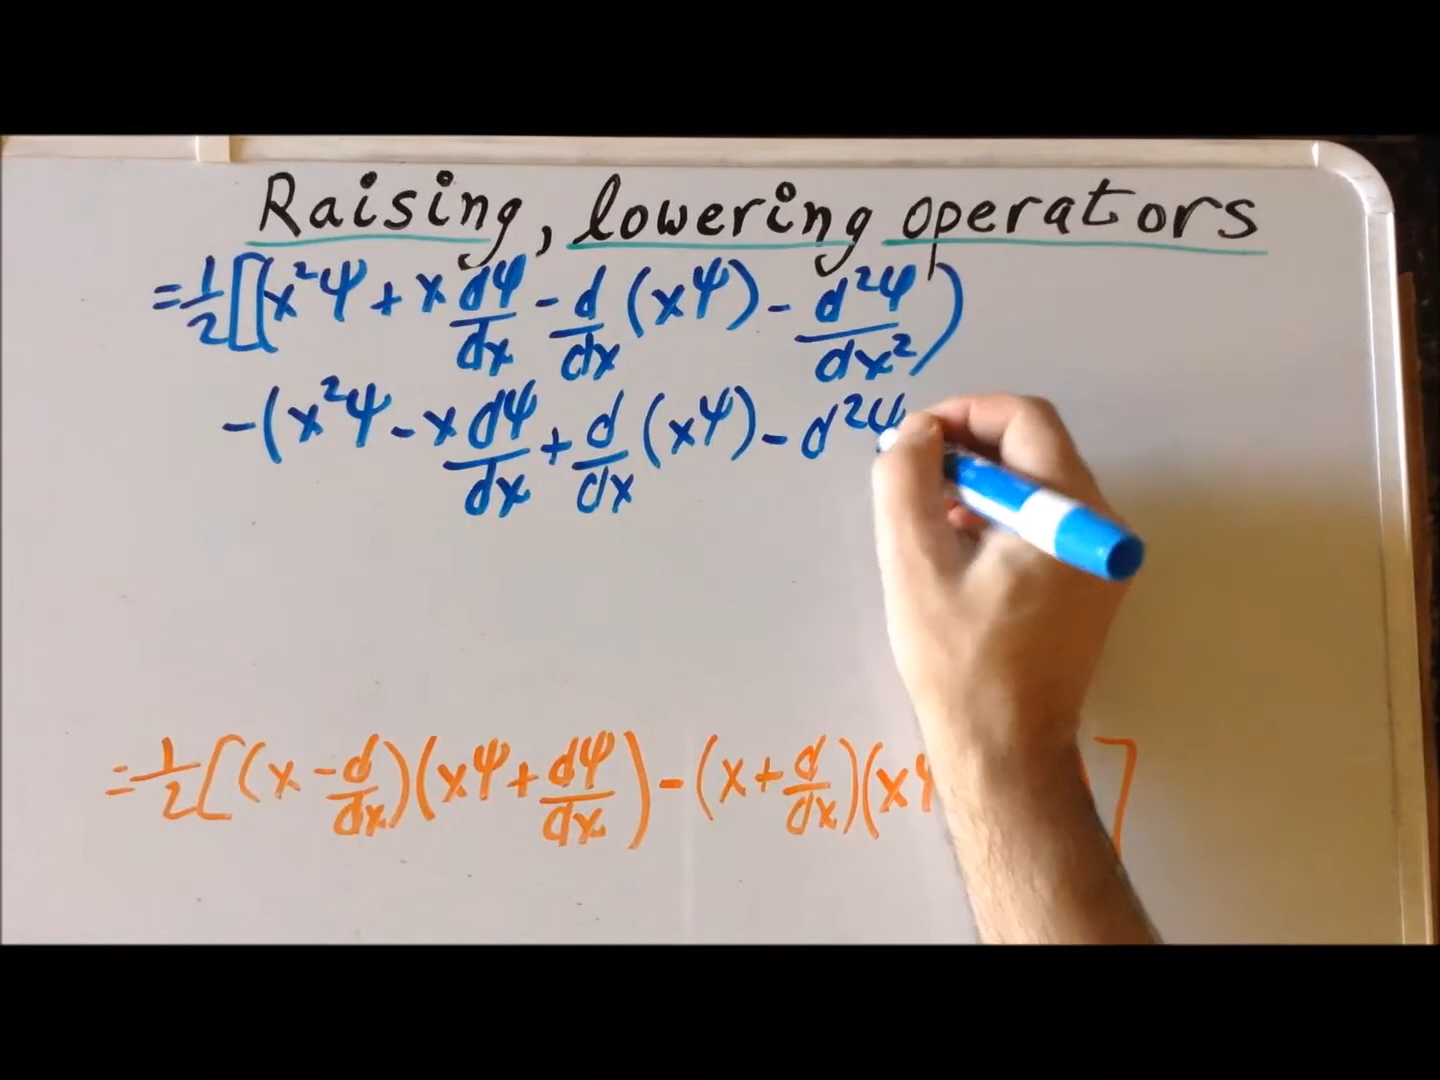 Raising, lowering operators
=1/2[(x²ψ + x dψ/dx - d/dx (xψ) - d²ψ/dx²)
-(x²ψ - x dψ/dx + d/dx (xψ) - d²ψ
=1/2[(x - d/dx)(xψ + dψ/dx) - (x + d/dx)(xψ ]